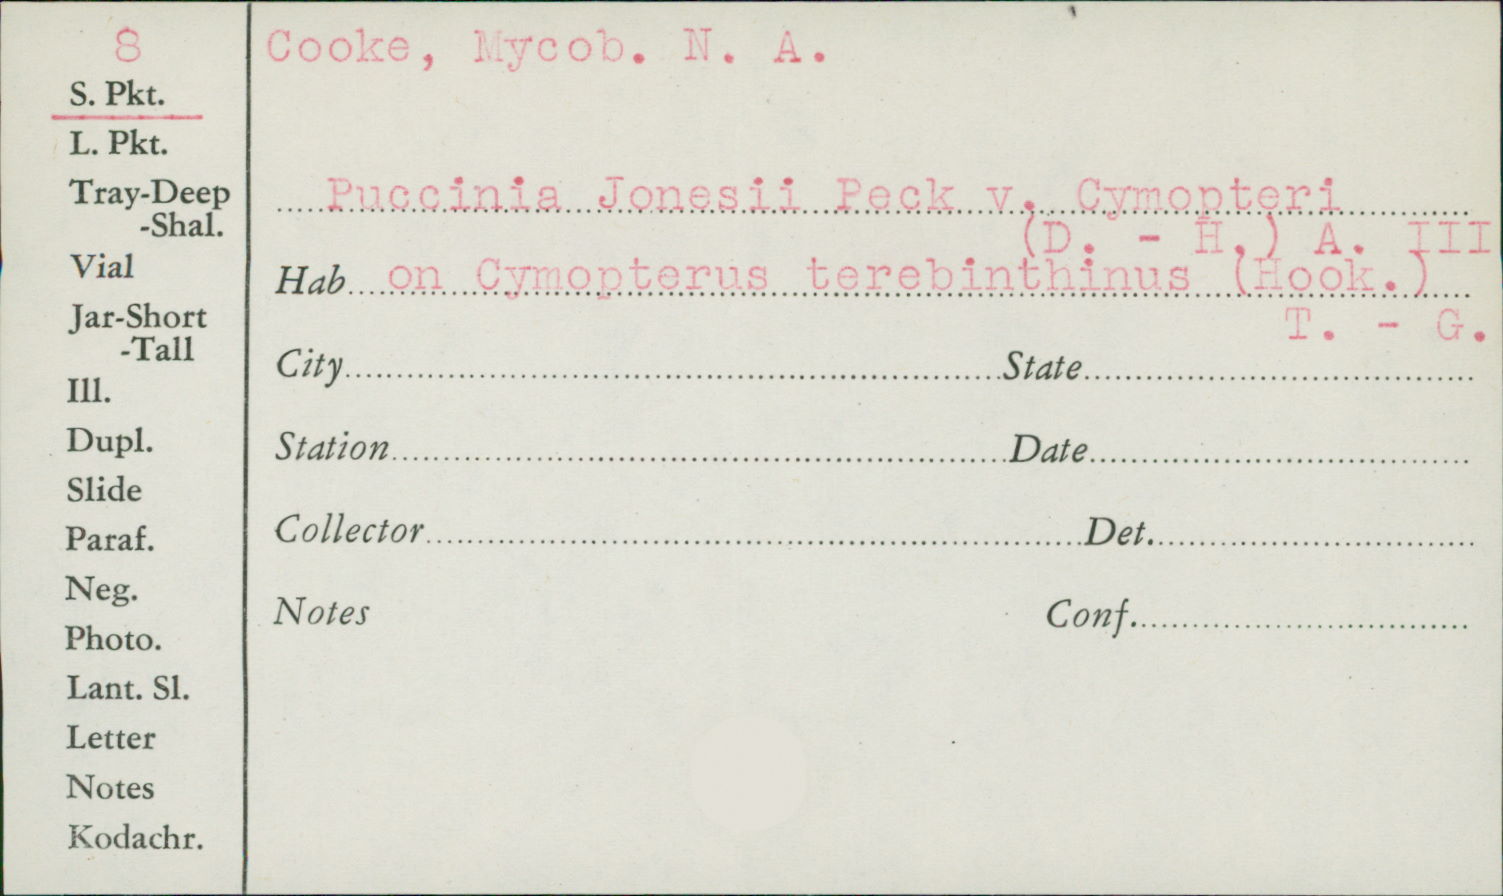 8
S. Pkt.
L. Pkt.
Tray-Deep
-Shal.
Vial
Jar-Short
-Tall
Ill.
Dupl.
Slide
Paraf.
Neg.
Photo.
Lant. Sl.
Letter
Notes
Kodachr.
Cooke, Mycob. N. A.
Puccinia Jonesii Peck v. Cymopteri
(D. - H.) A. III
Hab. on Cymopterus terebinthinus (Hook.)
T. - G.
City State
Station Date
Collector Det.
Notes Conf.